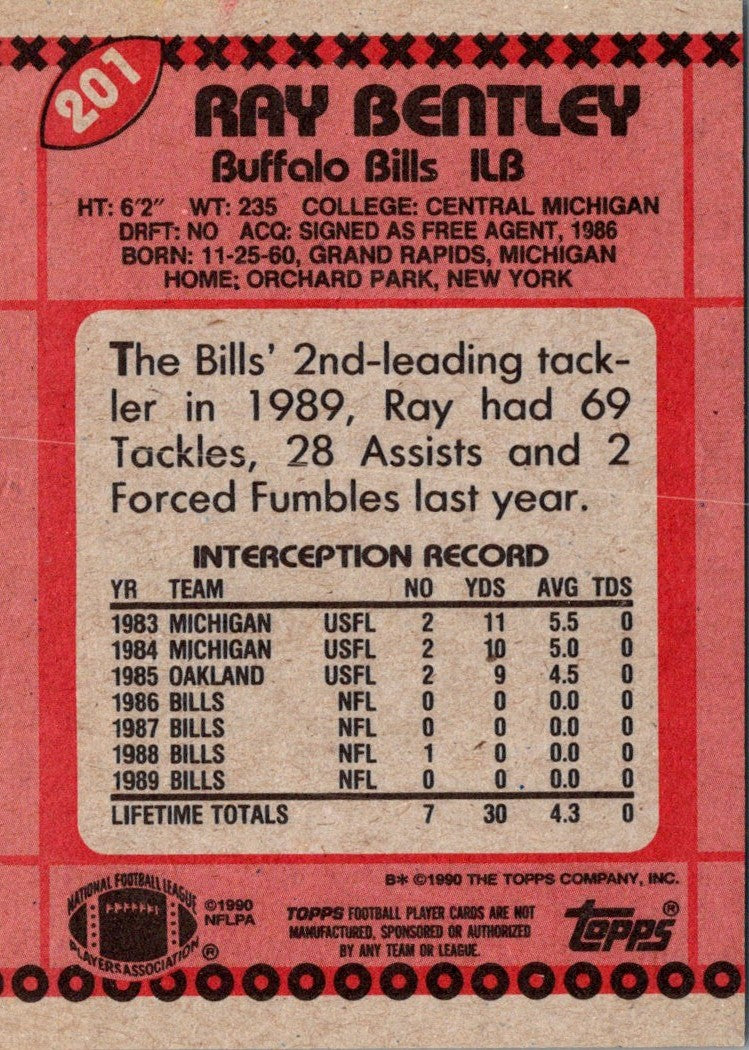 201
RAY BENTLEY
Buffalo Bills ILB
HT: 6'2" WT: 235 COLLEGE: CENTRAL MICHIGAN
DRFT: NO ACQ: SIGNED AS FREE AGENT, 1986
BORN: 11-25-60, GRAND RAPIDS, MICHIGAN
HOME: ORCHARD PARK, NEW YORK
The Bills' 2nd-leading tack-
ler in 1989, Ray had 69
Tackles, 28 Assists and 2
Forced Fumbles last year.
INTERCEPTION RECORD
YR TEAM NO YDS AVG TDS
1983 MICHIGAN USFL 2 11 5.5 0
1984 MICHIGAN USFL 2 10 5.0 0
1985 OAKLAND USFL 2 9 4.5 0
1986 BILLS NFL 0 0 0.0 0
1987 BILLS NFL 0 0 0.0 0
1988 BILLS NFL 1 0 0.0 0
1989 BILLS NFL 0 0 0.0 0
LIFETIME TOTALS 7 30 4.3 0
B* ©1990 THE TOPPS COMPANY, INC.
NATIONAL FOOTBALL LEAGUE
PLAYERS ASSOCIATION ®
©1990
NFLPA
TOPPS FOOTBALL PLAYER CARDS ARE NOT
MANUFACTURED, SPONSORED OR AUTHORIZED
BY ANY TEAM OR LEAGUE.
Topps ®